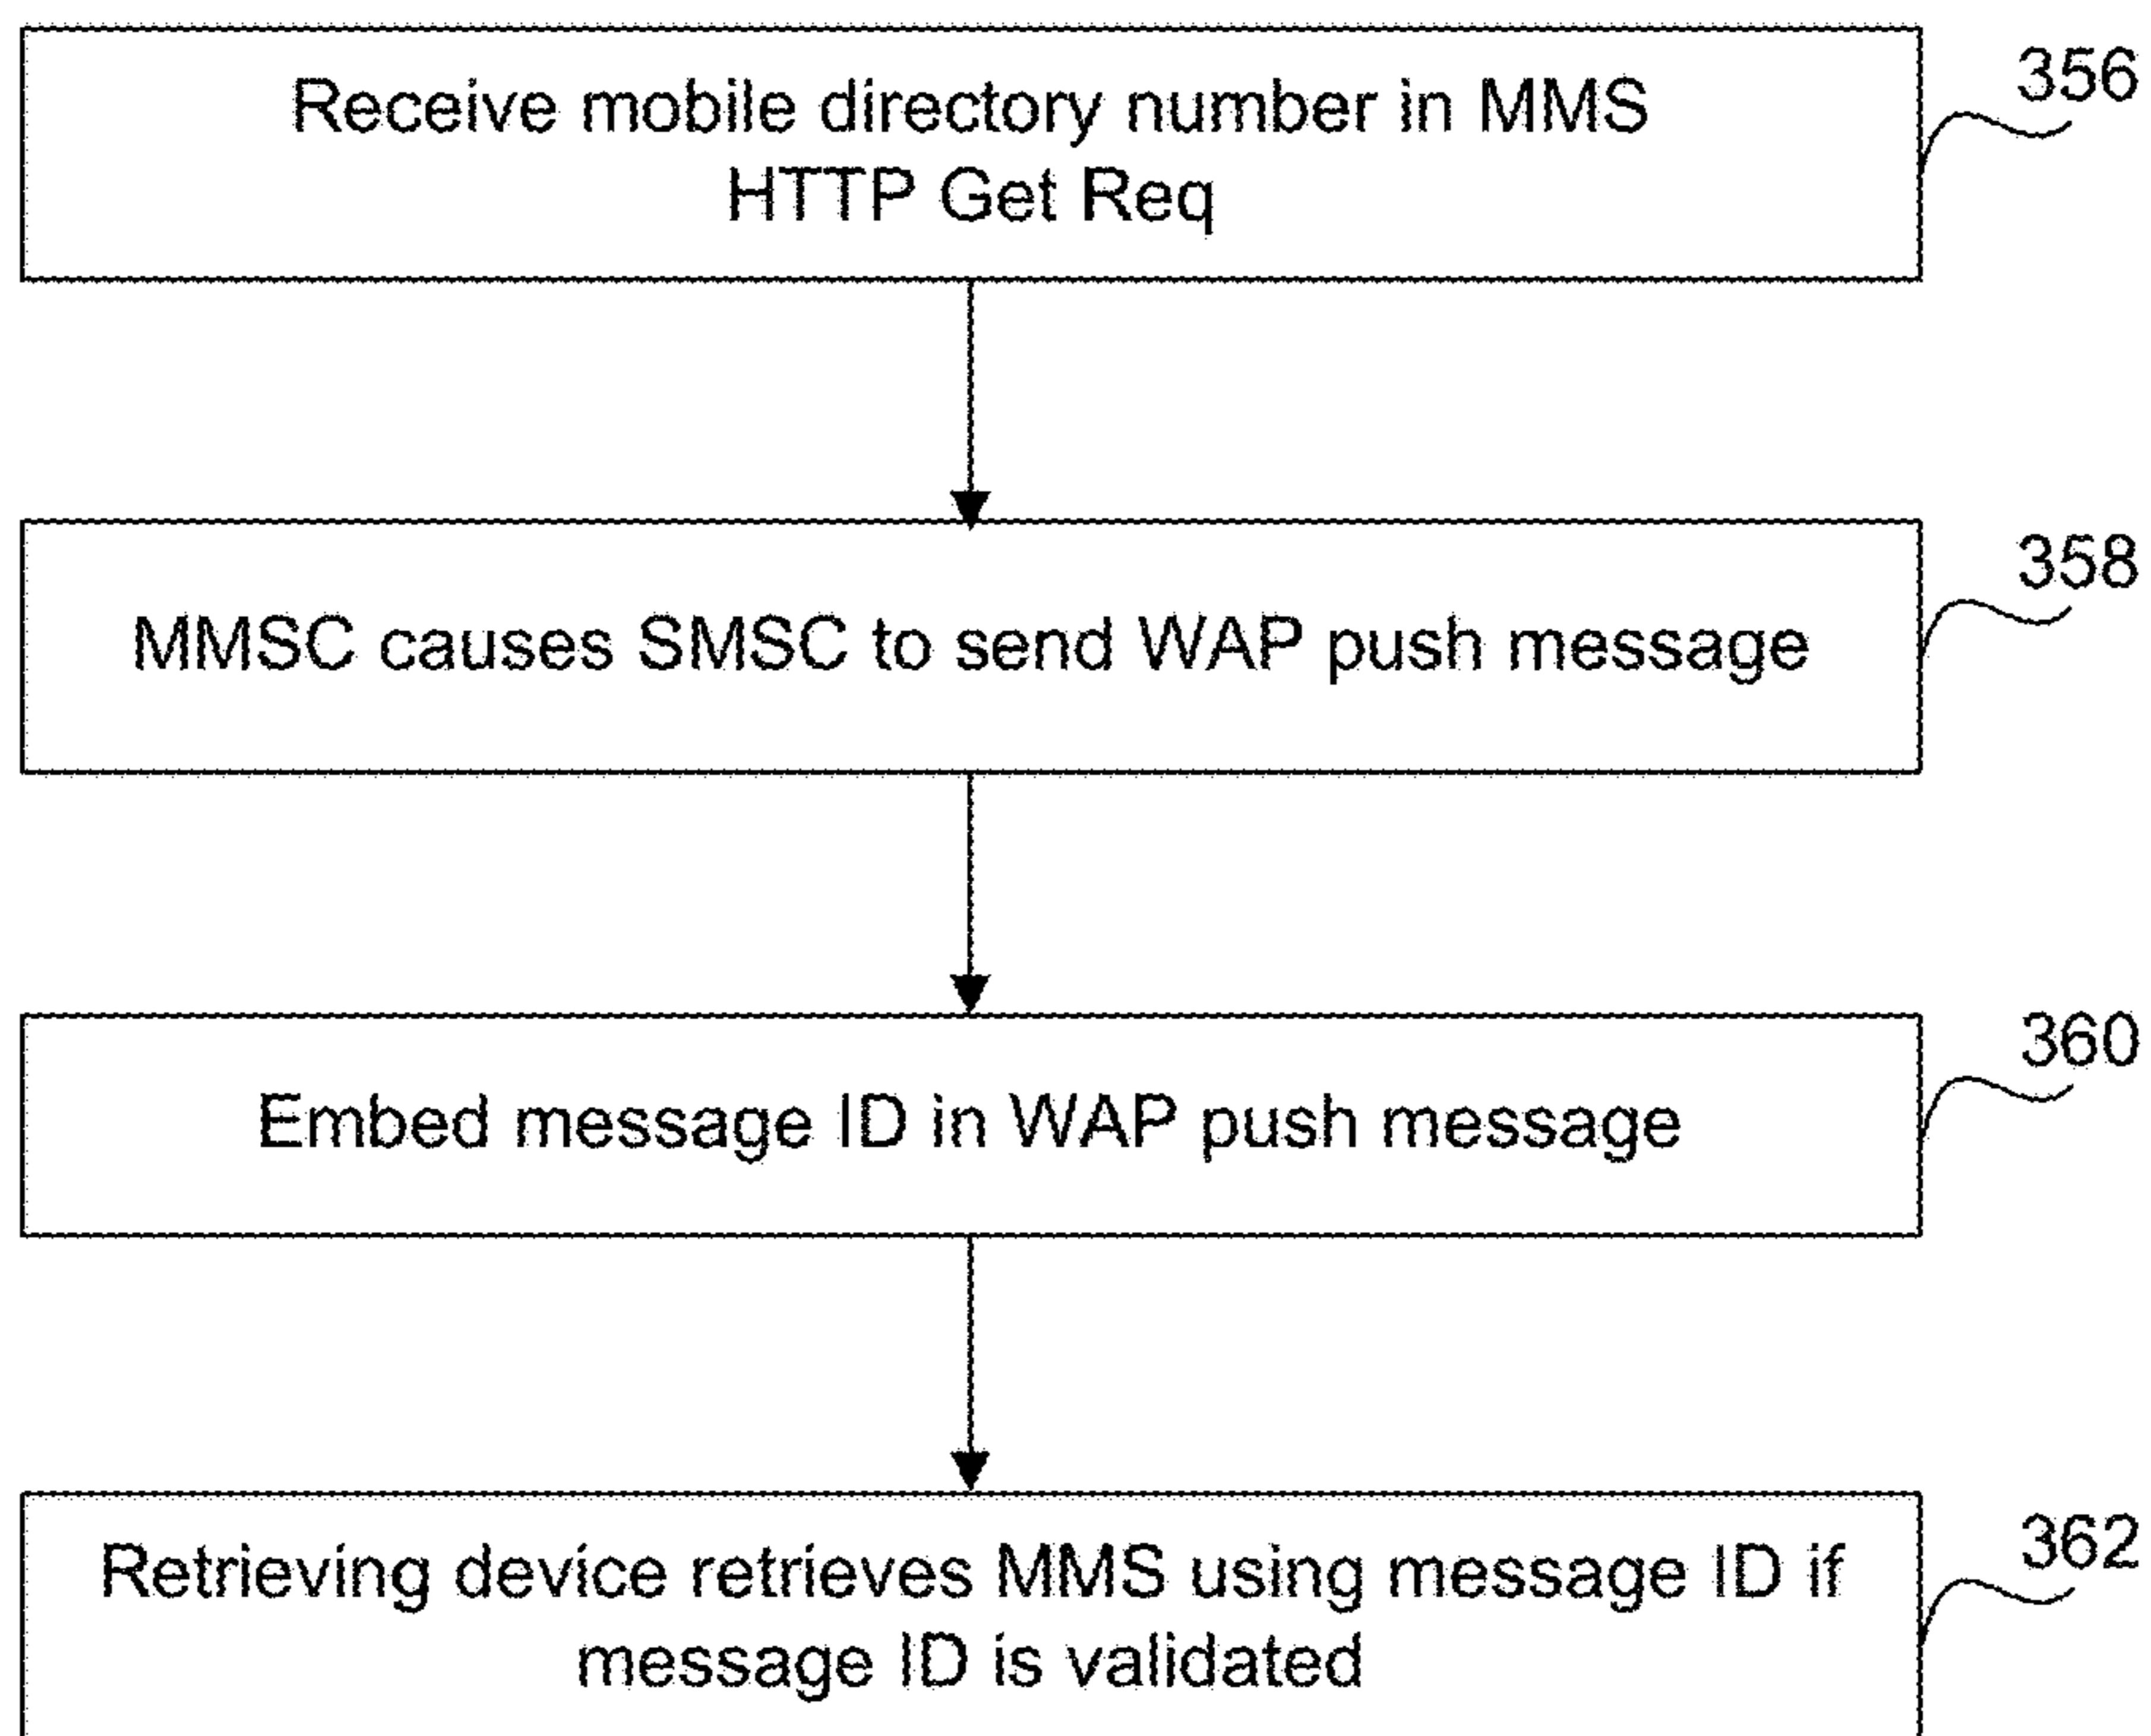 Receive mobile directory number in MMS
HTTP Get Req
356
MMSC causes SMSC to send WAP push message
358
Embed message ID in WAP push message
360
Retrieving device retrieves MMS using message ID if
message ID is validated
362